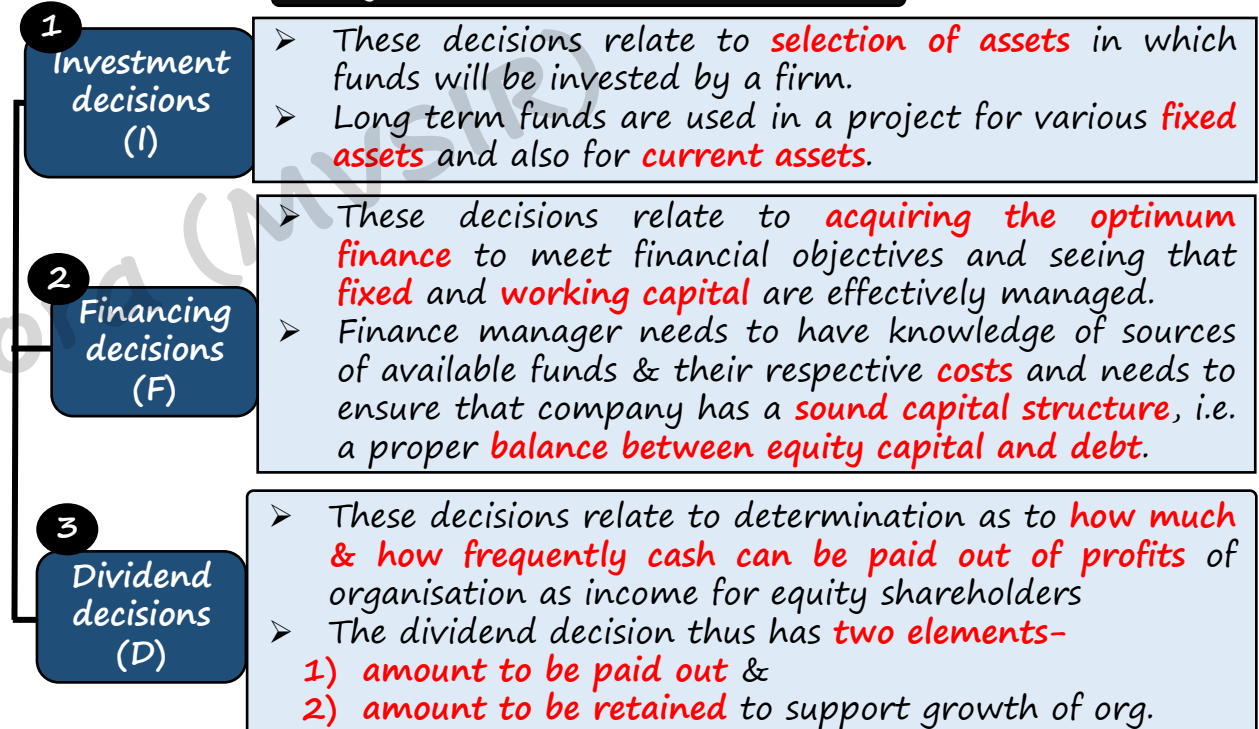 1
Investment
decisions
(I)
➢ These decisions relate to selection of assets in which
funds will be invested by a firm.
➢ Long term funds are used in a project for various fixed
assets and also for current assets.
2
Financing
decisions
(F)
➢ These decisions relate to acquiring the optimum
finance to meet financial objectives and seeing that
fixed and working capital are effectively managed.
➢ Finance manager needs to have knowledge of sources
of available funds & their respective costs and needs to
ensure that company has a sound capital structure, i.e.
a proper balance between equity capital and debt.
3
Dividend
decisions
(D)
➢ These decisions relate to determination as to how much
& how frequently cash can be paid out of profits of
organisation as income for equity shareholders
➢ The dividend decision thus has two elements-
1) amount to be paid out &
2) amount to be retained to support growth of org.
(MVSIR)